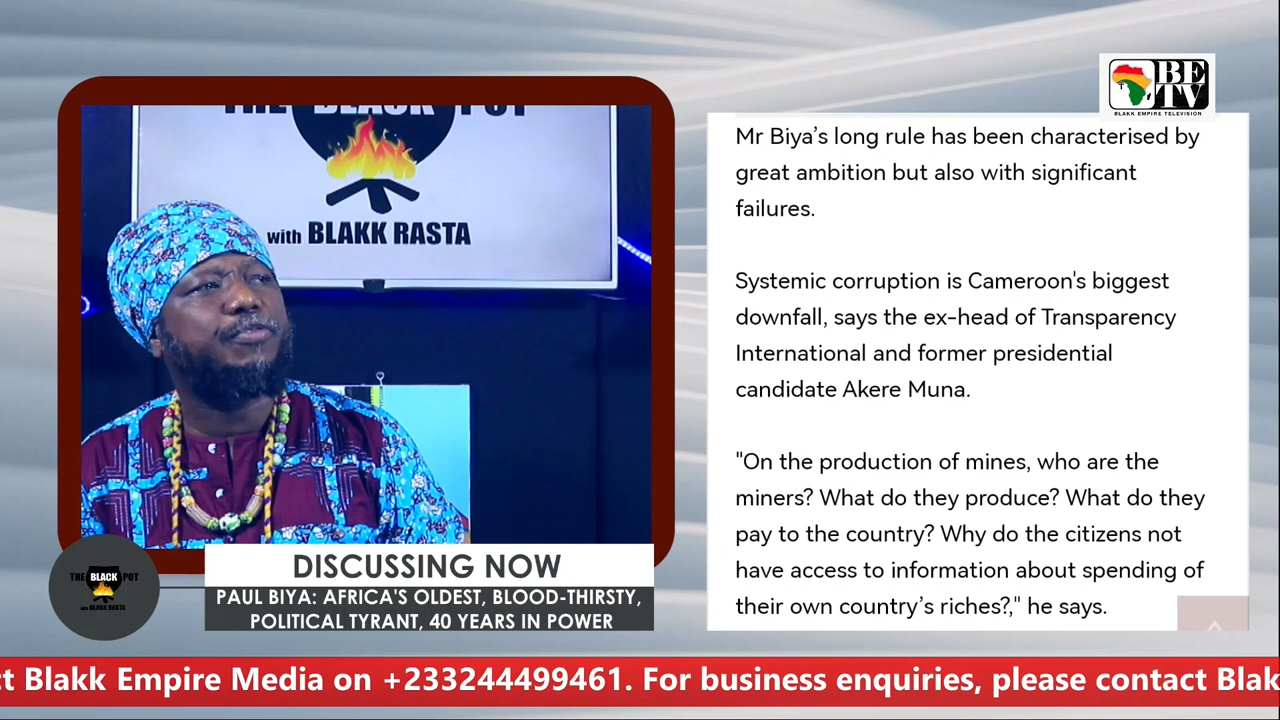 BE
TV
BLAKK EMPIRE TELEVISION
THE BLACK POT
with BLAKK RASTA
Mr Biya’s long rule has been characterised by
great ambition but also with significant
failures.
Systemic corruption is Cameroon's biggest
downfall, says the ex-head of Transparency
International and former presidential
candidate Akere Muna.
"On the production of mines, who are the
miners? What do they produce? What do they
pay to the country? Why do the citizens not
have access to information about spending of
their own country’s riches?," he says.
THE BLACK POT
with BLAKK RASTA
DISCUSSING NOW
PAUL BIYA: AFRICA'S OLDEST, BLOOD-THIRSTY,
POLITICAL TYRANT, 40 YEARS IN POWER
ct Blakk Empire Media on +233244499461. For business enquiries, please contact Blak